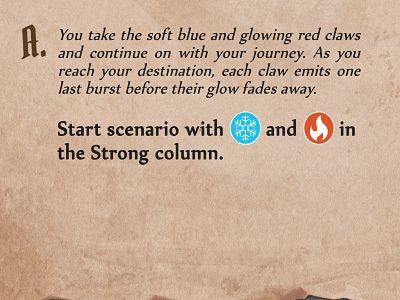 A. You take the soft blue and glowing red claws
and continue on with your journey. As you
reach your destination, each claw emits one
last burst before their glow fades away.
Start scenario with and in
the Strong column.